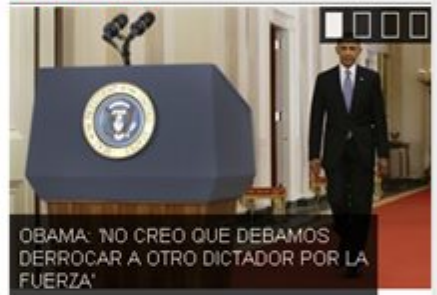 OBAMA: 'NO CREO QUE DEBAMOS
DERROCAR A OTRO DICTADOR POR LA
FUERZA'